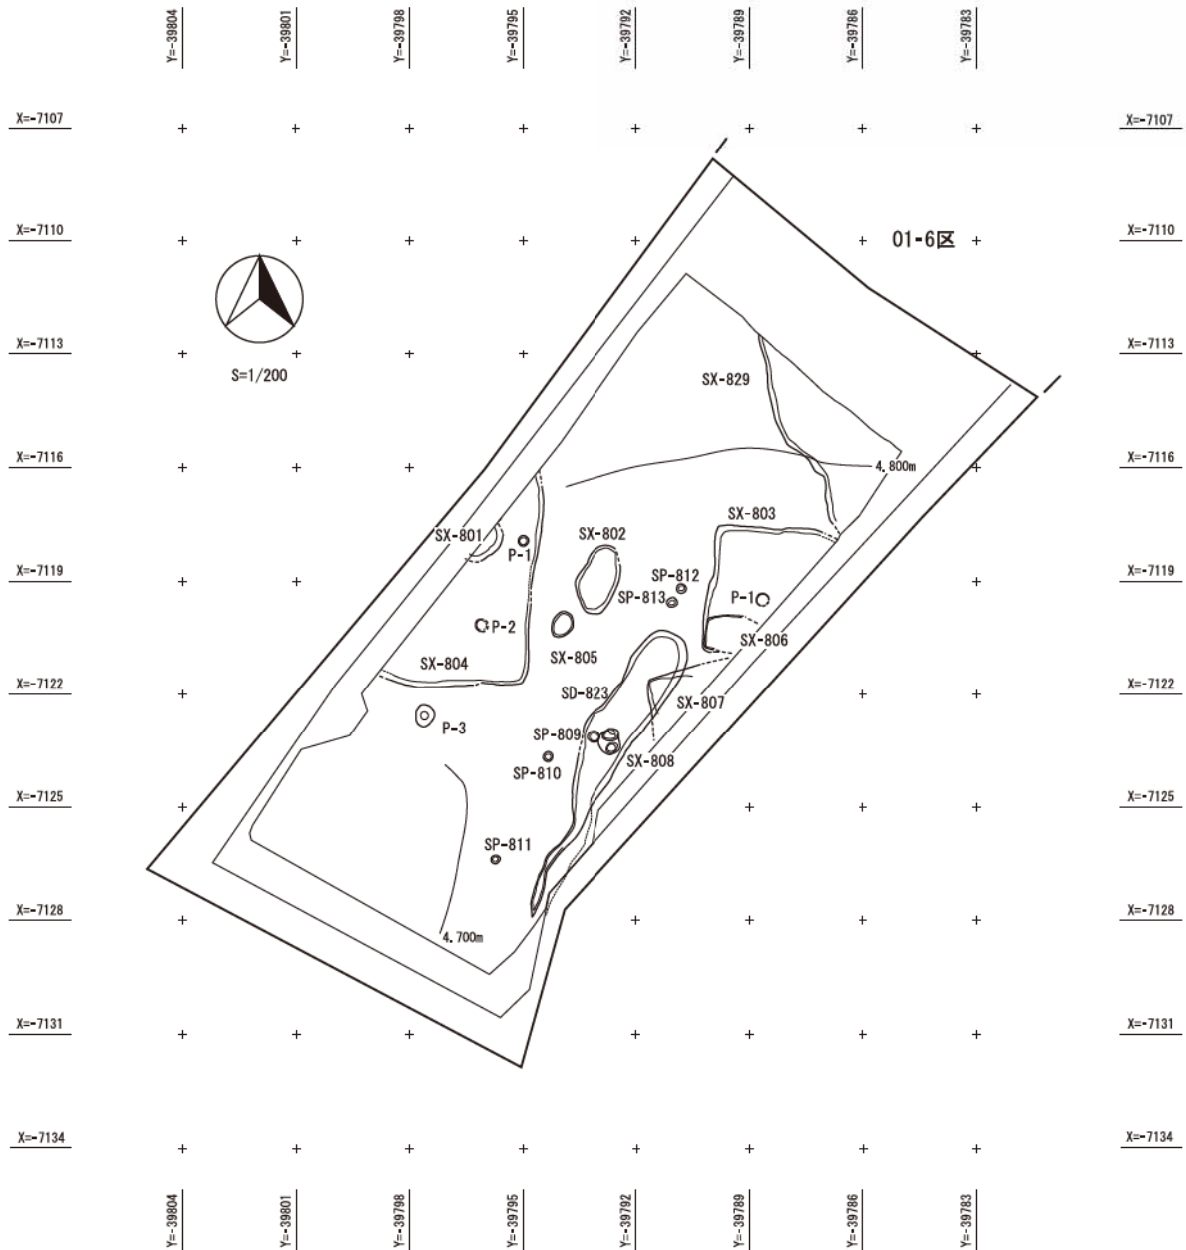 Y=-39804
Y=-39801
Y=-39798
Y=-39795
Y=-39792
Y=-39789
Y=-39786
Y=-39783
X=-7107
X=-7107
X=-7110
01-6区
X=-7110
X=-7113
X=-7113
S=1/200
SX-829
X=-7116
4.800m
X=-7116
SX-803
SX-801
SX-802
P-1
X=-7119
SP-812
X=-7119
SP-813
P-1
P-2
SX-806
SX-804
SX-805
X=-7122
SD-823
X=-7122
SX-807
P-3
SP-809
SX-808
SP-810
X=-7125
X=-7125
SP-811
X=-7128
X=-7128
4.700m
X=-7131
X=-7131
X=-7134
X=-7134
Y=-39804
Y=-39801
Y=-39798
Y=-39795
Y=-39792
Y=-39789
Y=-39786
Y=-39783